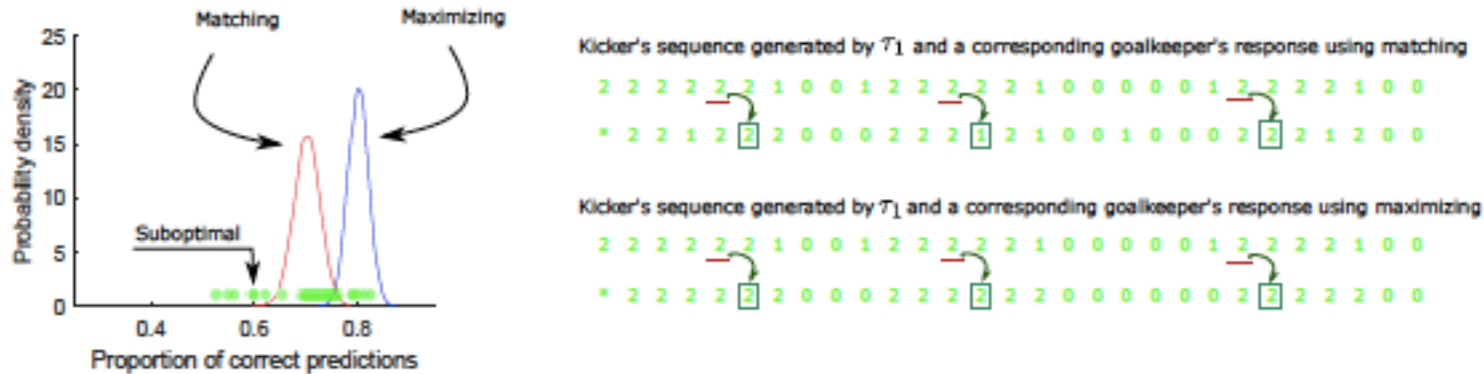 Matching
Maximizing
25
20
15
10
5
0
Probability density
Suboptimal
0.4 0.6 0.8
Proportion of correct predictions
Kicker's sequence generated by τ1 and a corresponding goalkeeper's response using matching
2 2 2 2 2 2 1 0 0 1 2 2 2 2 2 1 0 0 0 0 0 1 2 2 2 2 1 0 0
* 2 2 1 2 2 2 0 0 0 2 2 2 1 2 1 0 0 1 0 0 0 2 2 2 1 2 0 0
Kicker's sequence generated by τ1 and a corresponding goalkeeper's response using maximizing
2 2 2 2 2 2 1 0 0 1 2 2 2 2 2 1 0 0 0 0 0 1 2 2 2 2 1 0 0
* 2 2 2 2 2 2 0 0 0 2 2 2 2 2 2 0 0 0 0 0 0 2 2 2 2 2 0 0